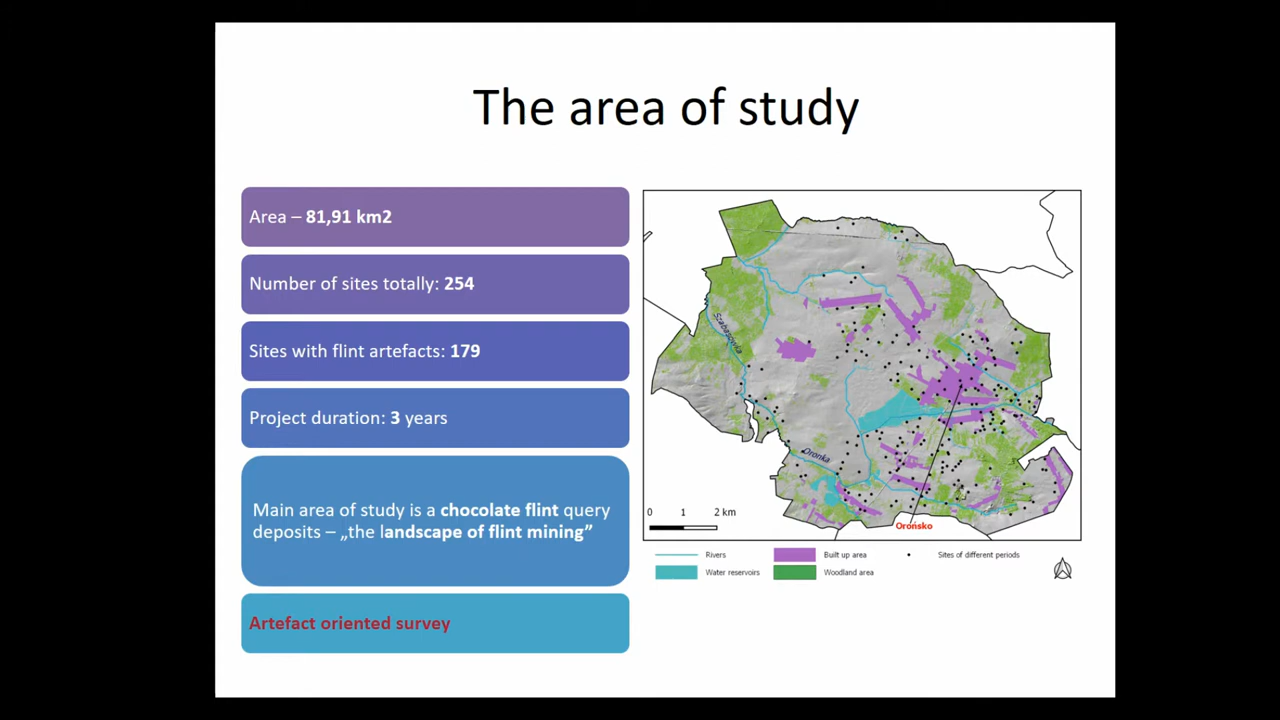 The area of study
Area – 81,91 km2
Number of sites totally: 254
Sites with flint artefacts: 179
Project duration: 3 years
Main area of study is a chocolate flint query
deposits – „the landscape of flint mining”
Artefact oriented survey
Szabasówka
Oronka
Orońsko
0 1 2 km
Rivers
Built up area
Sites of different periods
Water reservoirs
Woodland area